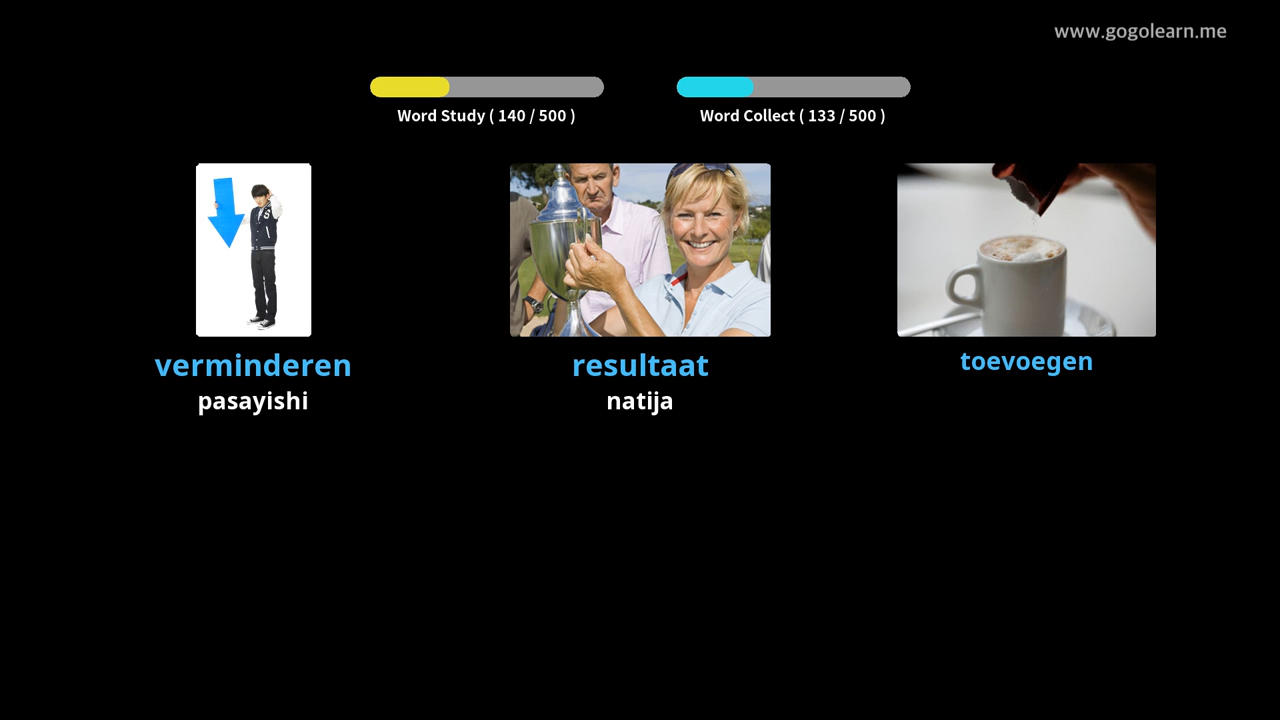 www.gogolearn.me
Word Study ( 140 / 500 )
Word Collect ( 133 / 500 )
verminderen
pasayishi
resultaat
natija
toevoegen